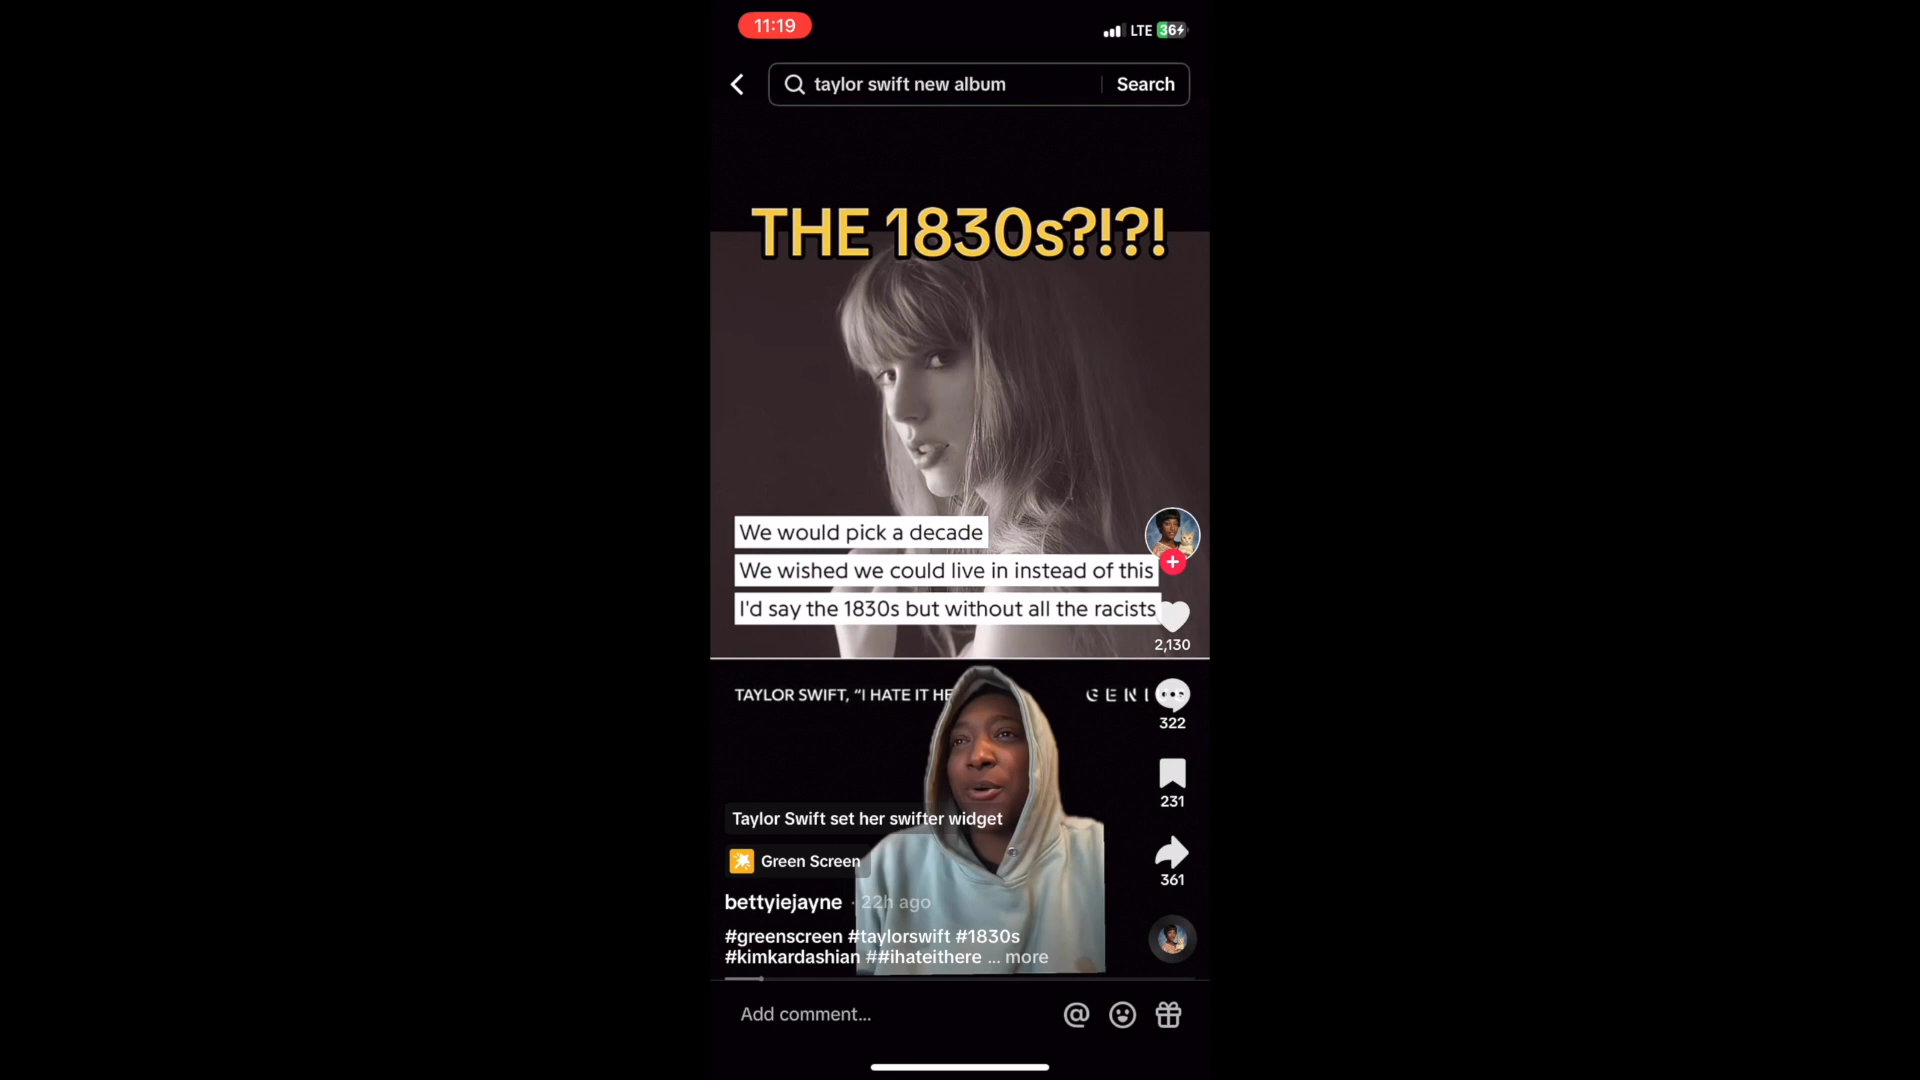 11:19
LTE 36
taylor swift new album
Search
THE 1830s?!?!
We would pick a decade
We wished we could live in instead of this
I'd say the 1830s but without all the racists
2,130
TAYLOR SWIFT, “I HATE IT HE
GENI
322
231
Taylor Swift set her swifter widget
Green Screen
361
bettyiejayne · 22h ago
#greenscreen #taylorswift #1830s
#kimkardashian ##ihateithere ... more
Add comment...
@